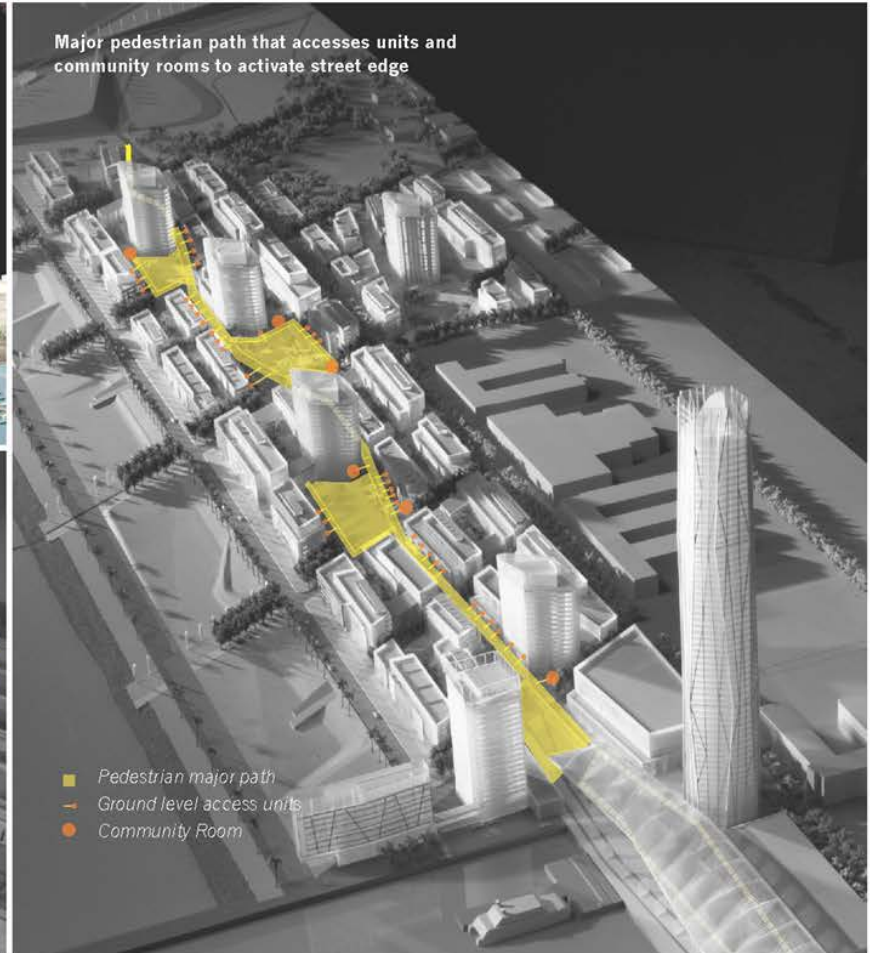 Major pedestrian path that accesses units and
community rooms to activate street edge
Pedestrian major path
Ground level access units
Community Room